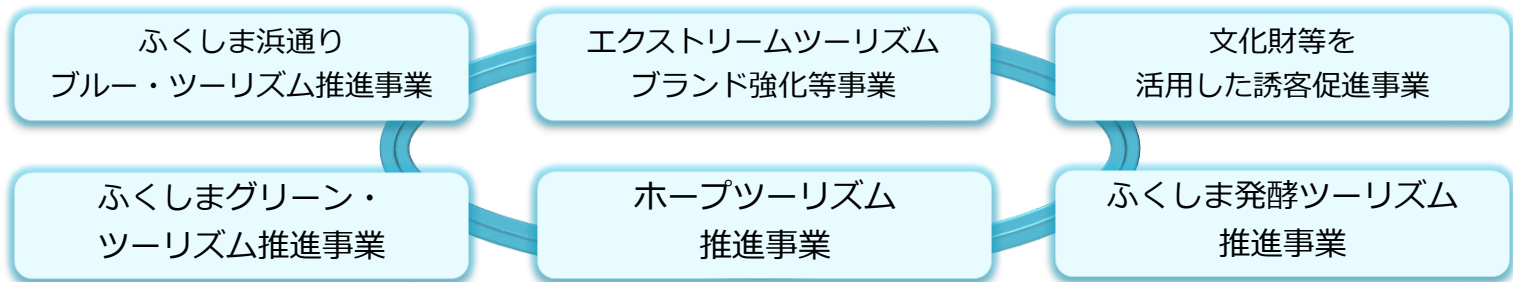 ふくしま浜通り
ブルー・ツーリズム推進事業
エクストリームツーリズム
ブランド強化等事業
文化財等を
活用した誘客促進事業
ふくしまグリーン・
ツーリズム推進事業
ホープツーリズム
推進事業
ふくしま発酵ツーリズム
推進事業